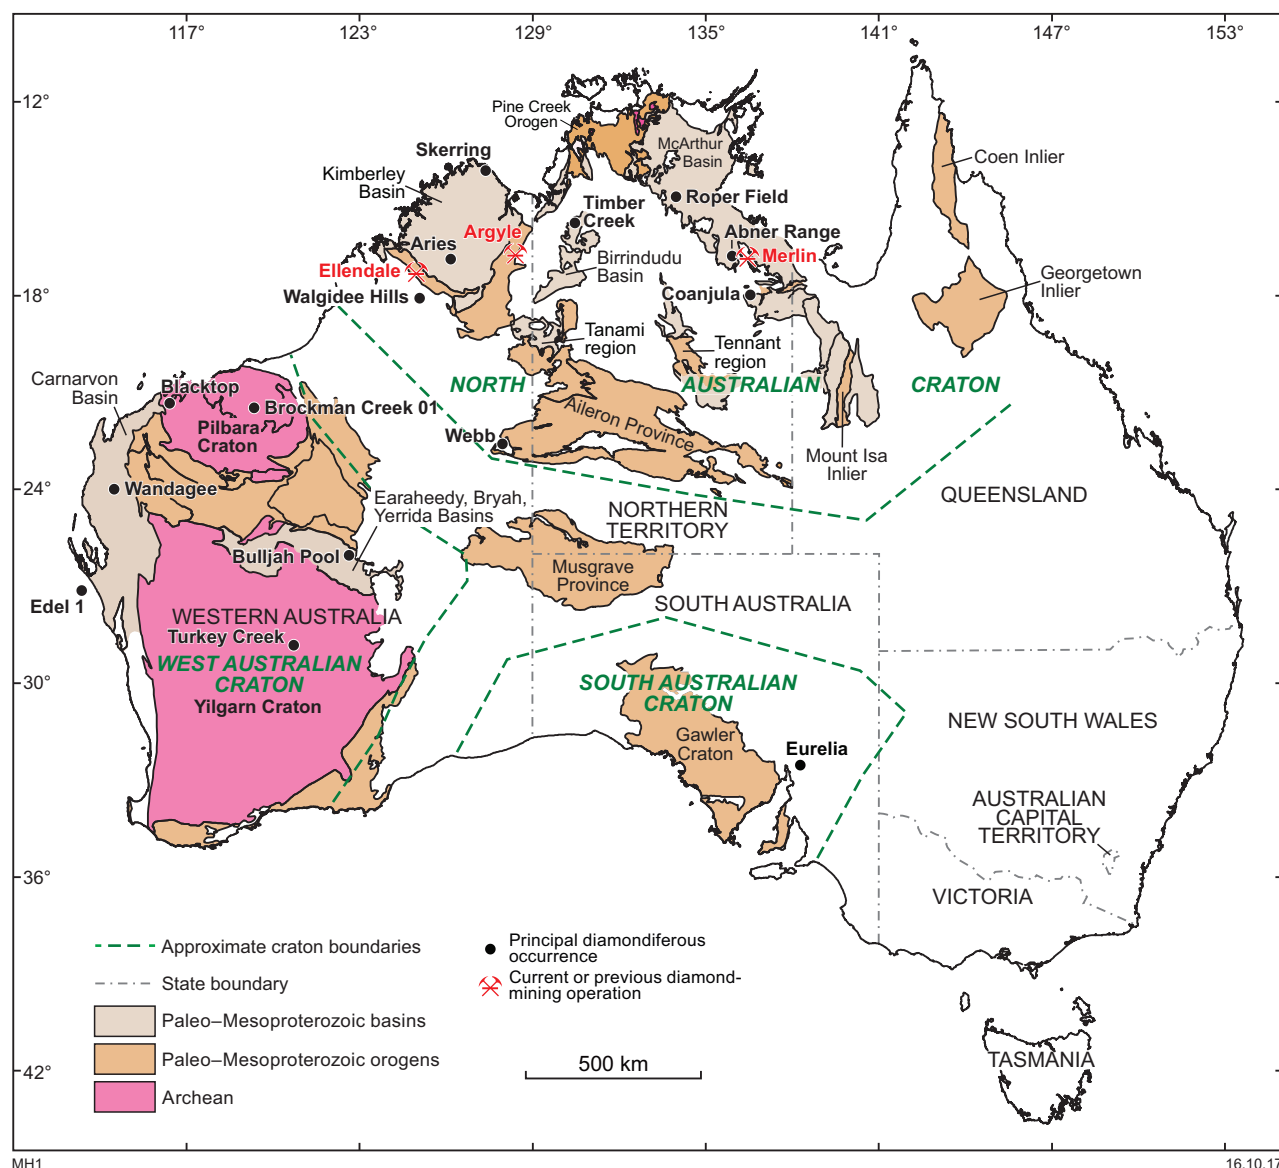 117°
123°
129°
135°
141°
147°
153°
12°
18°
24°
30°
36°
42°
Pine Creek
Orogen
McArthur
Basin
Coen Inlier
Skerring
Kimberley
Basin
Roper Field
Timber
Creek
Argyle
Aries
Abner Range
Merlin
Ellendale
Birrindudu
Basin
Georgetown
Inlier
Walgidee Hills
Coanjula
Tanami
region
Tennant
region
Carnarvon
Basin
Blacktop
NORTH
AUSTRALIAN
CRATON
Brockman Creek 01
Pilbara
Craton
Aileron Province
Webb
Mount Isa
Inlier
Wandagee
Earaheedy, Bryah,
Yerrida Basins
QUEENSLAND
NORTHERN
TERRITORY
Bulljah Pool
Musgrave
Province
Edel 1
WESTERN AUSTRALIA
SOUTH AUSTRALIA
Turkey Creek
WEST AUSTRALIAN
CRATON
Yilgarn Craton
SOUTH AUSTRALIAN
CRATON
Gawler
Craton
Eurelia
NEW SOUTH WALES
AUSTRALIAN
CAPITAL
TERRITORY
VICTORIA
TASMANIA
Approximate craton boundaries
State boundary
Paleo–Mesoproterozoic basins
Paleo–Mesoproterozoic orogens
Archean
Principal diamondiferous
occurrence
Current or previous diamond-
mining operation
500 km
MH1
16.10.17